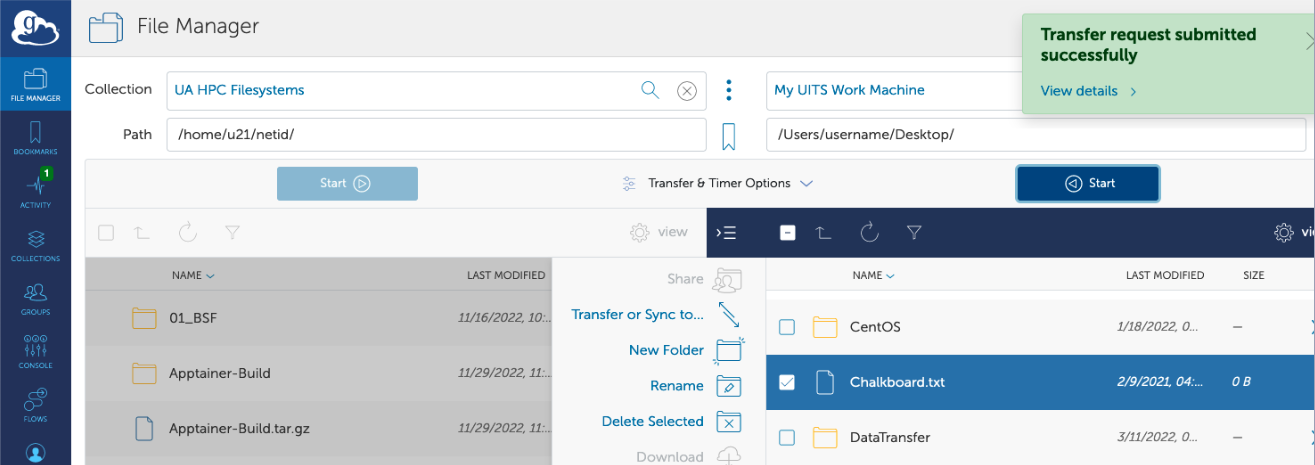 g
File Manager
Transfer request submitted
successfully
View details
FILE MANAGER
Collection
UA HPC Filesystems
My UITS Work Machine
Path
/home/u21/netid/
/Users/username/Desktop/
BOOKMARKS
1
ACTIVITY
Start
Transfer & Timer Options
Start
view
COLLECTIONS
NAME
LAST MODIFIED
Share
NAME
LAST MODIFIED
SIZE
GROUPS
01_BSF
11/16/2022, 10:...
Transfer or Sync to...
CentOS
1/18/2022, 0...
—
New Folder
CONSOLE
Apptainer-Build
11/29/2022, 11:...
Rename
Chalkboard.txt
2/9/2021, 04:...
0 B
FLOWS
Apptainer-Build.tar.gz
11/29/2022, 11:...
Delete Selected
DataTransfer
3/11/2022, 0...
—
Download